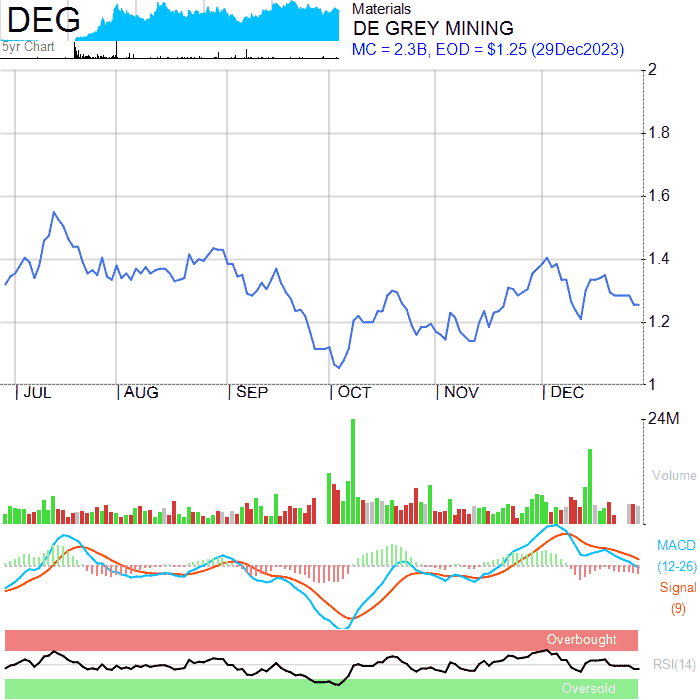 DEG
5yr Chart
Materials
DE GREY MINING
MC = 2.3B, EOD = $1.25 (29Dec2023)
2
1.8
1.6
1.4
1.2
1
JUL AUG SEP OCT NOV DEC
24M
Volume
MACD
(12-26)
Signal
(9)
Overbought
RSI(14)
Oversold